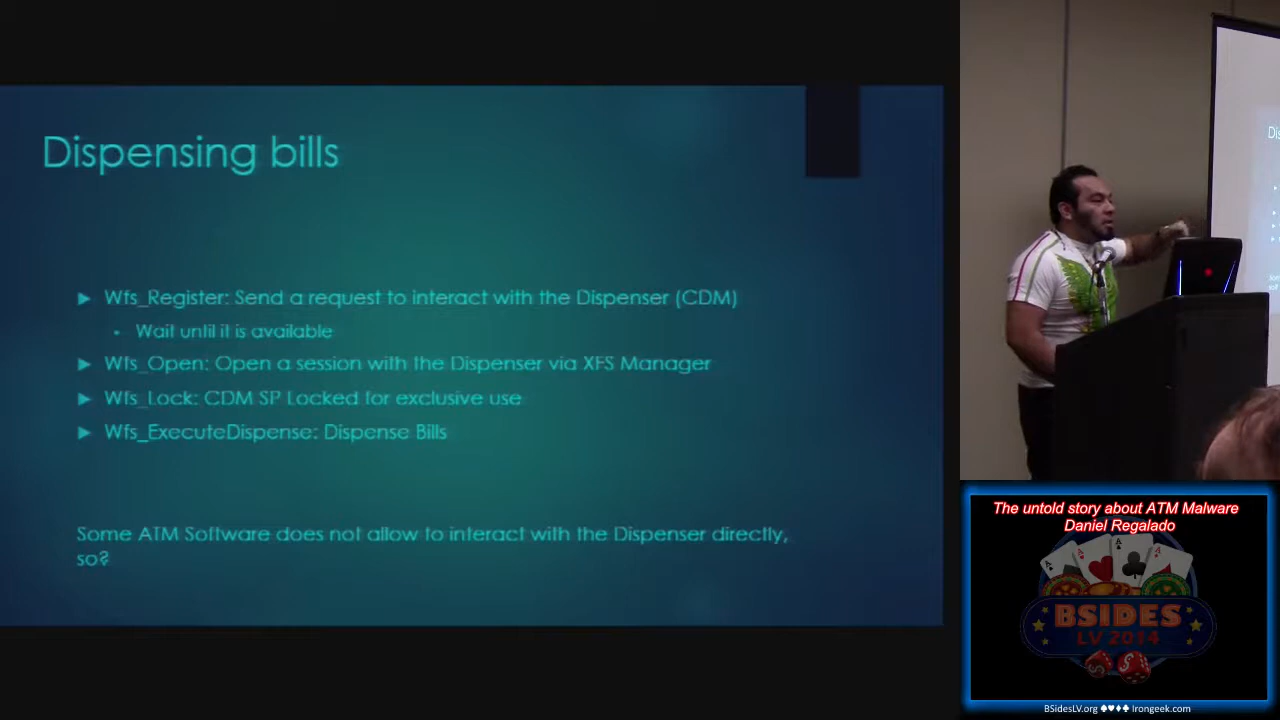 Dispensing bills
Wfs_Register: Send a request to interact with the Dispenser (CDM)
Wait until it is available
Wfs_Open: Open a session with the Dispenser via XFS Manager
Wfs_Lock: CDM SP Locked for exclusive use
Wfs_ExecuteDispense: Dispense Bills
Some ATM Software does not allow to interact with the Dispenser directly,
so?
The untold story about ATM Malware
Daniel Regalado
BSIDES
LV 2014
BSidesLV.org ♠♥♦♣ Irongeek.com